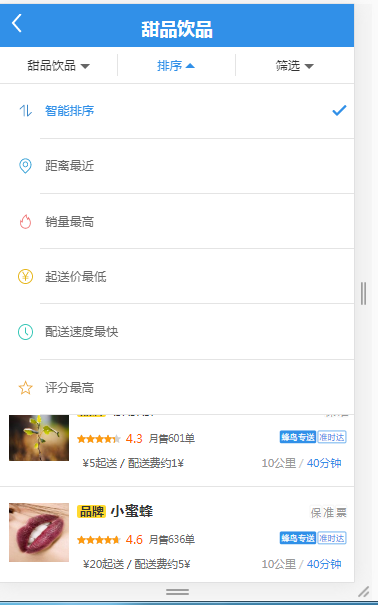 甜品饮品
甜品饮品 排序 筛选
智能排序
距离最近
销量最高
起送价最低
配送速度最快
评分最高
4.3 月售601单 蜂鸟专送 准时达
¥5起送 / 配送费约1¥ 10公里 / 40分钟
品牌 小蜜蜂 保准票
4.6 月售636单 蜂鸟专送 准时达
¥20起送 / 配送费约5¥ 10公里 / 40分钟